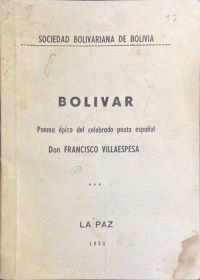 SOCIEDAD BOLIVARIANA DE BOLIVIA
BOLIVAR
Poema épico del celebrado poeta español
Don FRANCISCO VILLAESPESA
***
LA PAZ